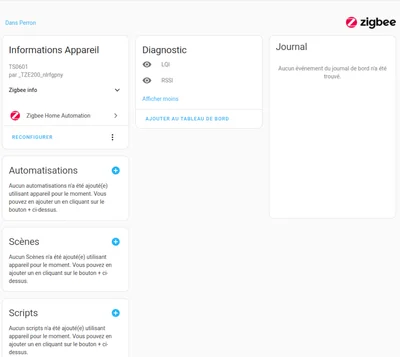 Dans Perron
zigbee
Informations Appareil
TS0601
Zigbee info
Zigbee Home Automation
RECONFIGURER
Automatisations
Aucun automatisations n'a été ajouté(e)
utilisant appareil pour le moment. Vous
pouvez en ajouter un en cliquant sur le
bouton + ci-dessus.
Scènes
Aucun Scènes n'a été ajouté(e) utilisant
appareil pour le moment. Vous pouvez en
ajouter un en cliquant sur le bouton + ci-
dessus.
Scripts
Aucun scripts n'a été ajouté(e) utilisant
appareil pour le moment. Vous pouvez en
ajouter un en cliquant sur le bouton + ci-
Diagnostic
LQI
RSSI
Afficher moins
AJOUTER AU TABLEAU DE BORD
Journal
Aucun évènement du journal de bord n'a été
trouvé.